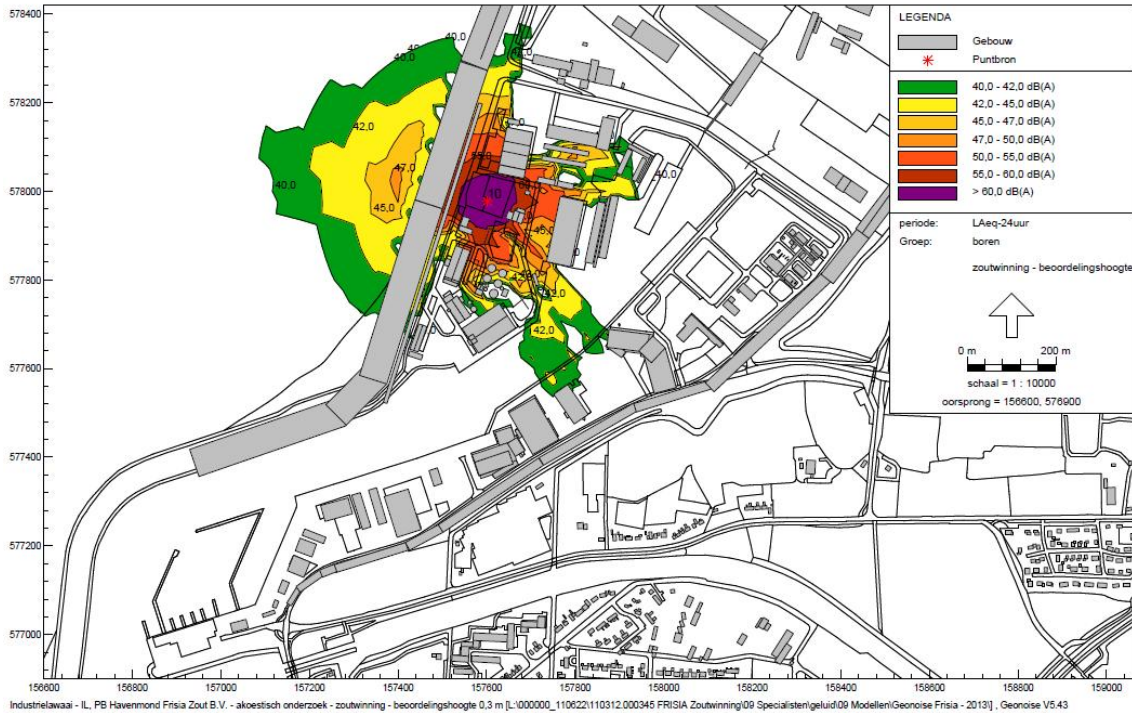 LEGENDA
Gebouw
Puntbron
40,0 - 42,0 dB(A)
42,0 - 45,0 dB(A)
45,0 - 47,0 dB(A)
47,0 - 50,0 dB(A)
50,0 - 55,0 dB(A)
55,0 - 60,0 dB(A)
> 60,0 dB(A)
periode: LAeq-24uur
Groep: boren
zoutwinning - beoordelingshoogte
0 m 200 m
schaal = 1 : 10000
oorsprong = 156600, 576900
578400
578200
578000
577800
577600
577400
577200
577000
40,0
40,0
42,0
47,0
40,0
45,0
40,0
45,0
42,0
42,0
156600 156800 157000 157200 157400 157600 157800 158000 158200 158400 158600 158800 159000
Industrielawaai - IL, PB Havenmond Frisia Zout B.V. - akoestisch onderzoek - zoutwinning - beoordelingshoogte 0,3 m [L:\000000_110622\110312.000345 FRISIA Zoutwinning\09 Specialisten\geluid\09 Modellen\Geonoise Frisia - 2013\] , Geonoise V5.43